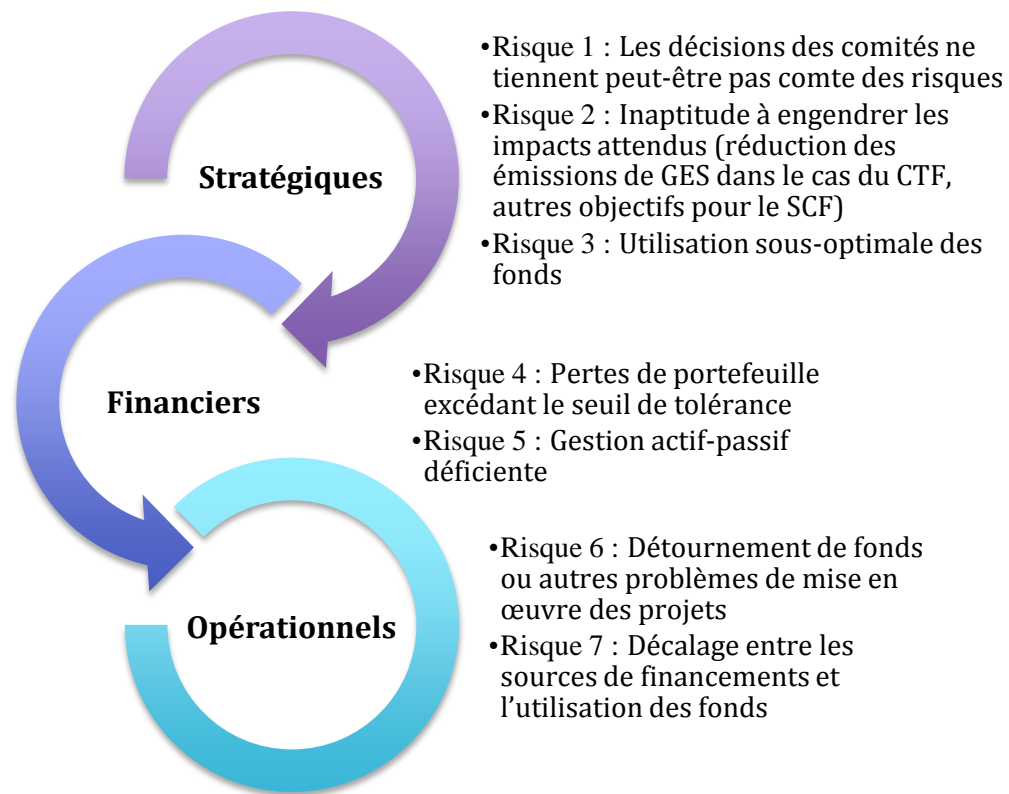 •Risque 1 : Les décisions des comités ne
tiennent peut-être pas comte des risques
•Risque 2 : Inaptitude à engendrer les
impacts attendus (réduction des
émissions de GES dans le cas du CTF,
autres objectifs pour le SCF)
•Risque 3 : Utilisation sous-optimale des
fonds
Stratégiques
•Risque 4 : Pertes de portefeuille
excédant le seuil de tolérance
•Risque 5 : Gestion actif-passif
déficiente
Financiers
•Risque 6 : Détournement de fonds
ou autres problèmes de mise en
œuvre des projets
•Risque 7 : Décalage entre les
sources de financements et
l’utilisation des fonds
Opérationnels